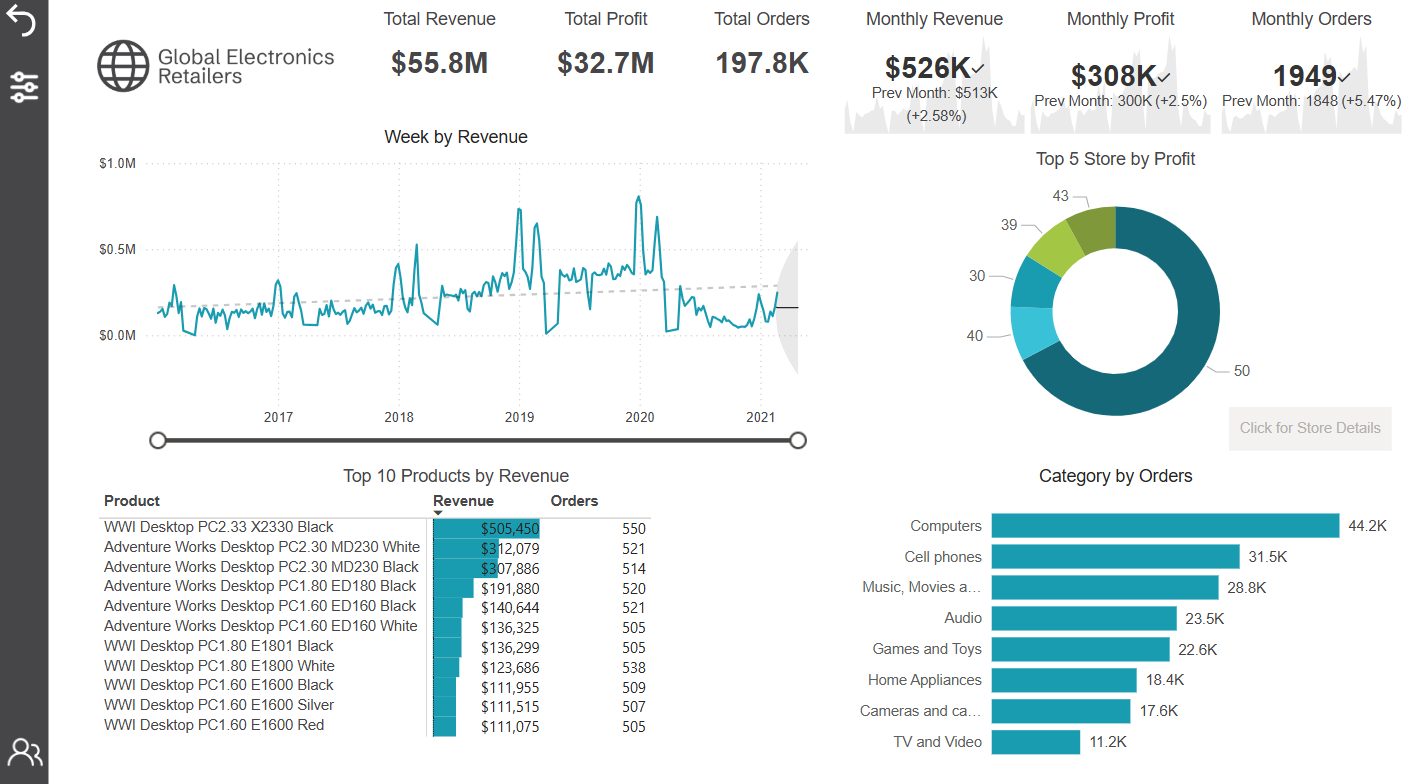 Total Revenue
$55.8M
Total Profit
$32.7M
Total Orders
197.8K
Monthly Revenue
$526K
Prev Month: $513K
(+2.58%)
Monthly Profit
$308K
Prev Month: 300K (+2.5%)
Monthly Orders
1949
Prev Month: 1848 (+5.47%)
Global Electronics
Retailers
Week by Revenue
$1.0M
$0.5M
$0.0M
2017 2018 2019 2020 2021
Top 5 Store by Profit
43
39
30
40
50
Click for Store Details
Top 10 Products by Revenue
Product Revenue Orders
WWI Desktop PC2.33 X2330 Black $505,450 550
Adventure Works Desktop PC2.30 MD230 White $312,079 521
Adventure Works Desktop PC2.30 MD230 Black $307,886 514
Adventure Works Desktop PC1.80 ED180 Black $191,880 520
Adventure Works Desktop PC1.60 ED160 Black $140,644 521
Adventure Works Desktop PC1.60 ED160 White $136,325 505
WWI Desktop PC1.80 E1801 Black $136,299 505
WWI Desktop PC1.80 E1800 White $123,686 538
WWI Desktop PC1.60 E1600 Black $111,955 509
WWI Desktop PC1.60 E1600 Silver $111,515 507
WWI Desktop PC1.60 E1600 Red $111,075 505
Category by Orders
Computers 44.2K
Cell phones 31.5K
Music, Movies a... 28.8K
Audio 23.5K
Games and Toys 22.6K
Home Appliances 18.4K
Cameras and ca... 17.6K
TV and Video 11.2K